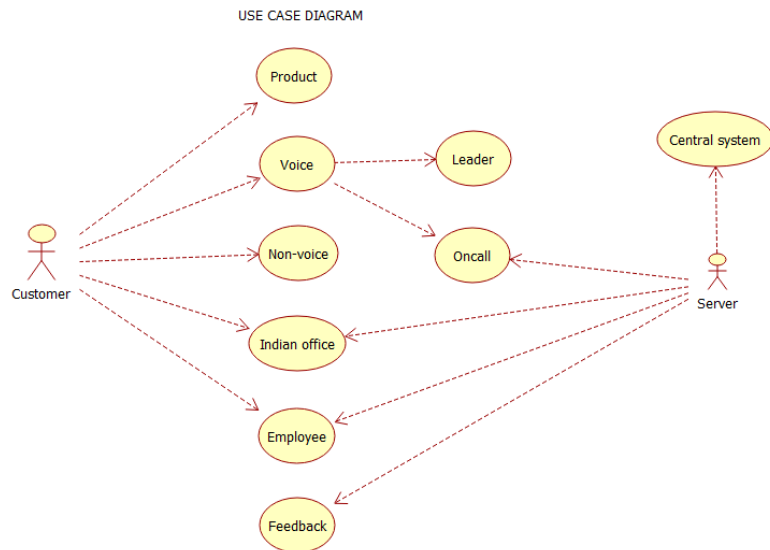 USE CASE DIAGRAM
Product
Central system
Voice
Leader
Non-voice
Oncall
Customer
Server
Indian office
Employee
Feedback